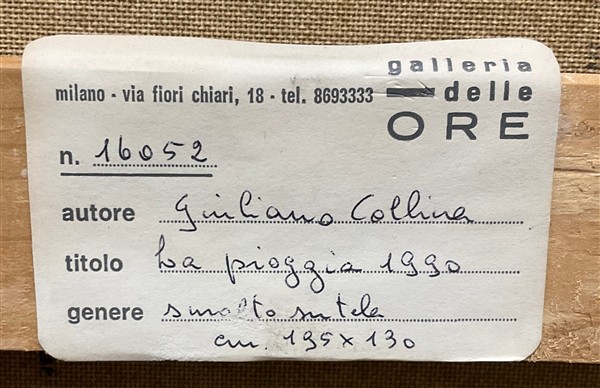 galleria
milano - via fiori chiari, 18 - tel. 8693333 delle
ORE
n. 16052
autore Giuliano Collina
titolo La pioggia 1990
genere smalto su tela
cm. 195 x 130